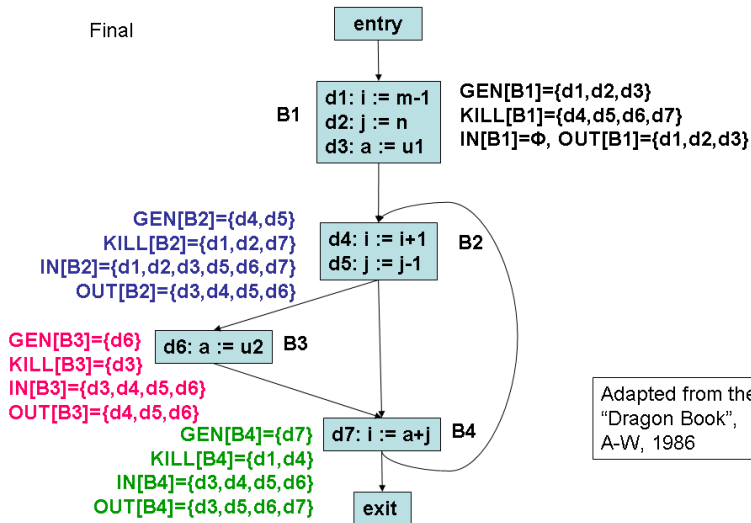 Final
entry
B1
d1: i := m-1
d2: j := n
d3: a := u1
GEN[B1]={d1,d2,d3}
KILL[B1]={d4,d5,d6,d7}
IN[B1]=Φ, OUT[B1]={d1,d2,d3}
GEN[B2]={d4,d5}
KILL[B2]={d1,d2,d7}
IN[B2]={d1,d2,d3,d5,d6,d7}
OUT[B2]={d3,d4,d5,d6}
d4: i := i+1
d5: j := j-1
B2
GEN[B3]={d6}
KILL[B3]={d3}
IN[B3]={d3,d4,d5,d6}
OUT[B3]={d4,d5,d6}
d6: a := u2
B3
GEN[B4]={d7}
KILL[B4]={d1,d4}
IN[B4]={d3,d4,d5,d6}
OUT[B4]={d3,d5,d6,d7}
d7: i := a+j
B4
exit
Adapted from the
“Dragon Book”,
A-W, 1986